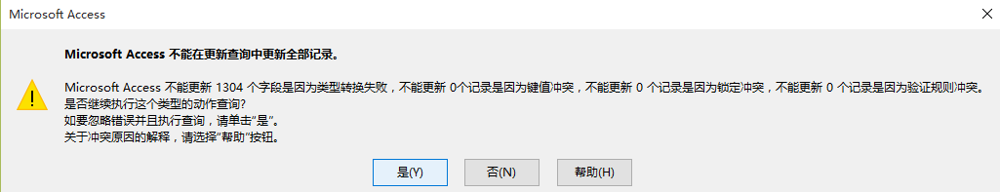 Microsoft Access
Microsoft Access 不能在更新查询中更新全部记录。
Microsoft Access 不能更新 1304 个字段是因为类型转换失败，不能更新 0个记录是因为键值冲突，不能更新 0 个记录是因为锁定冲突，不能更新 0 个记录是因为验证规则冲突。
是否继续执行这个类型的动作查询?
如要忽略错误并且执行查询，请单击“是”。
关于冲突原因的解释，请选择“帮助”按钮。
是(Y) 否(N) 帮助(H)